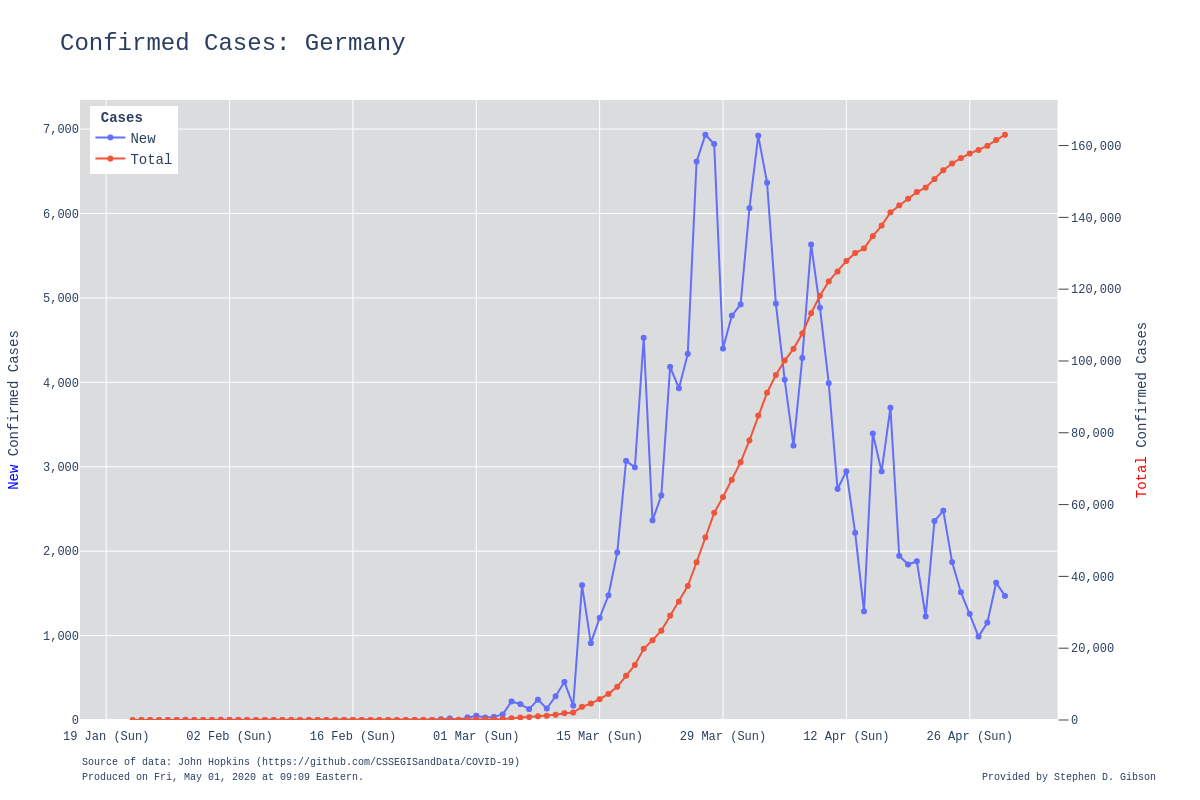 Confirmed Cases: Germany
Cases
New
Total
7,000
6,000
5,000
4,000
3,000
2,000
1,000
0
New Confirmed Cases
160,000
140,000
120,000
100,000
80,000
60,000
40,000
20,000
0
Total Confirmed Cases
19 Jan (Sun) 02 Feb (Sun) 16 Feb (Sun) 01 Mar (Sun) 15 Mar (Sun) 29 Mar (Sun) 12 Apr (Sun) 26 Apr (Sun)
Source of data: John Hopkins (https://github.com/CSSEGISandData/COVID-19)
Produced on Fri, May 01, 2020 at 09:09 Eastern.
Provided by Stephen D. Gibson